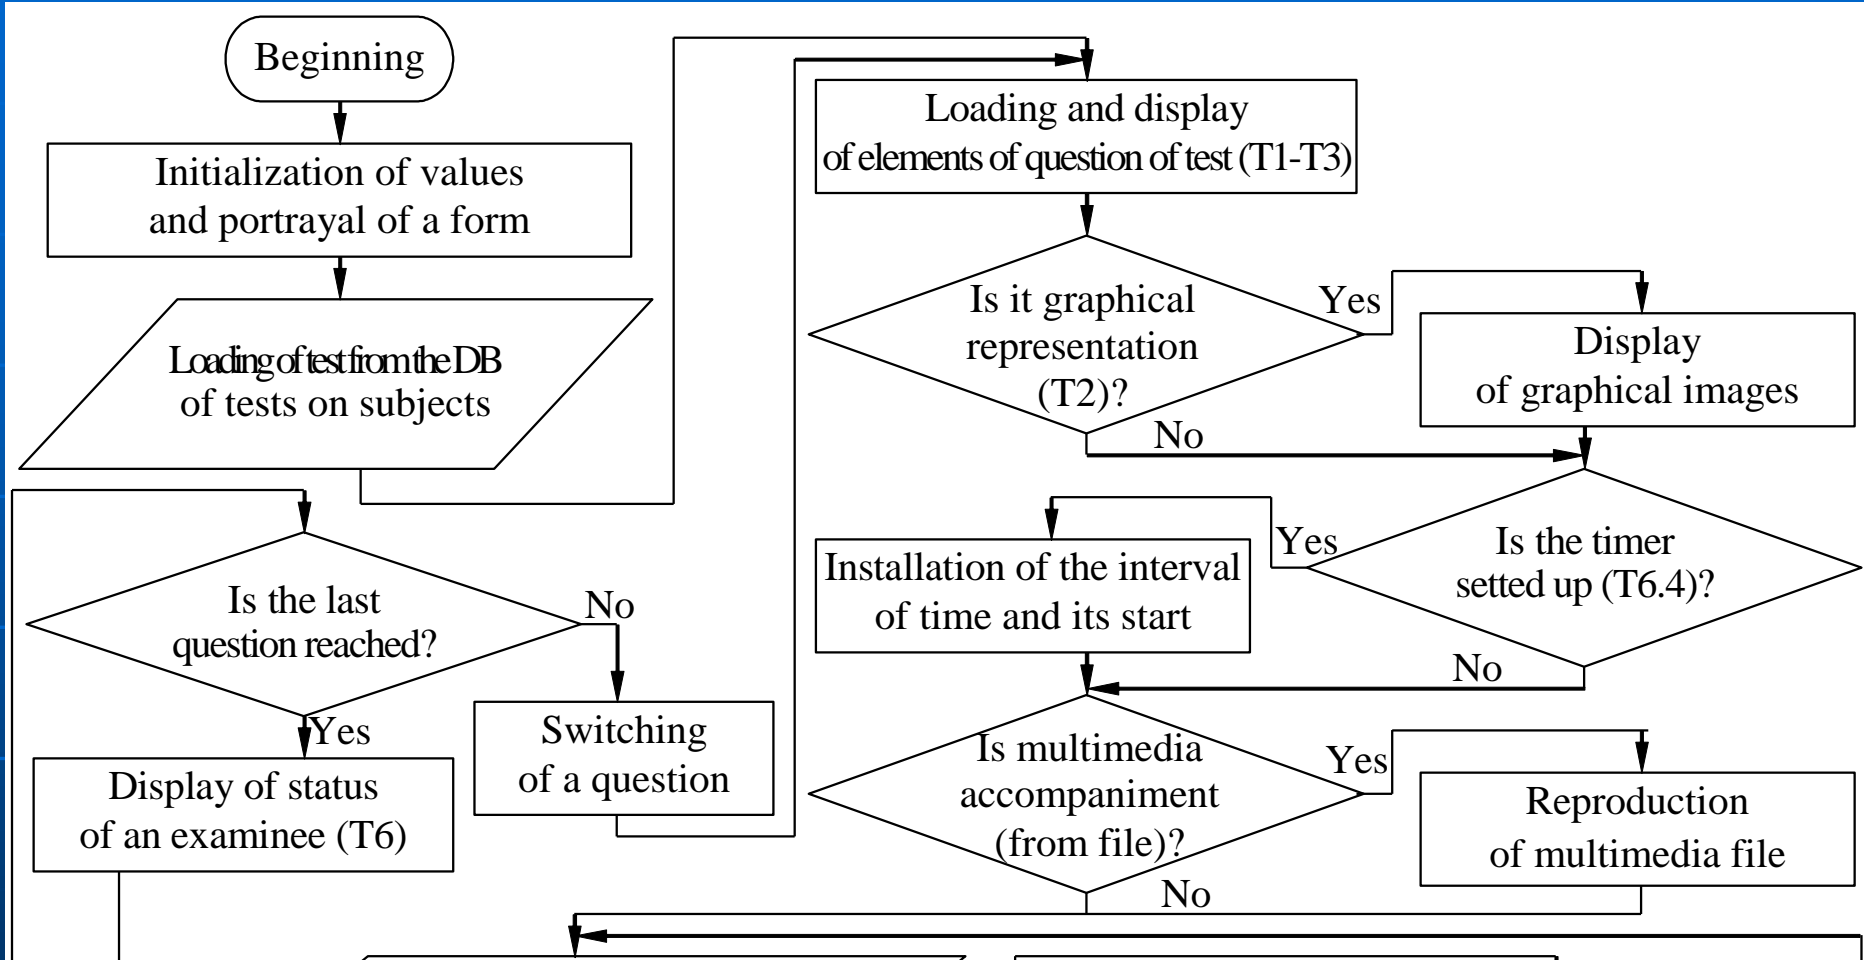 Beginning
Initialization of values
and portrayal of a form
Loading of test from the DB
of tests on subjects
Is the last
question reached?
No
Yes
Switching
of a question
Display of status
of an examinee (T6)
Loading and display
of elements of question of test (T1-T3)
Is it graphical
representation
(T2)?
Yes
No
Display
of graphical images
Is the timer
setted up (T6.4)?
Yes
No
Installation of the interval
of time and its start
Is multimedia
accompaniment
(from file)?
Yes
No
Reproduction
of multimedia file